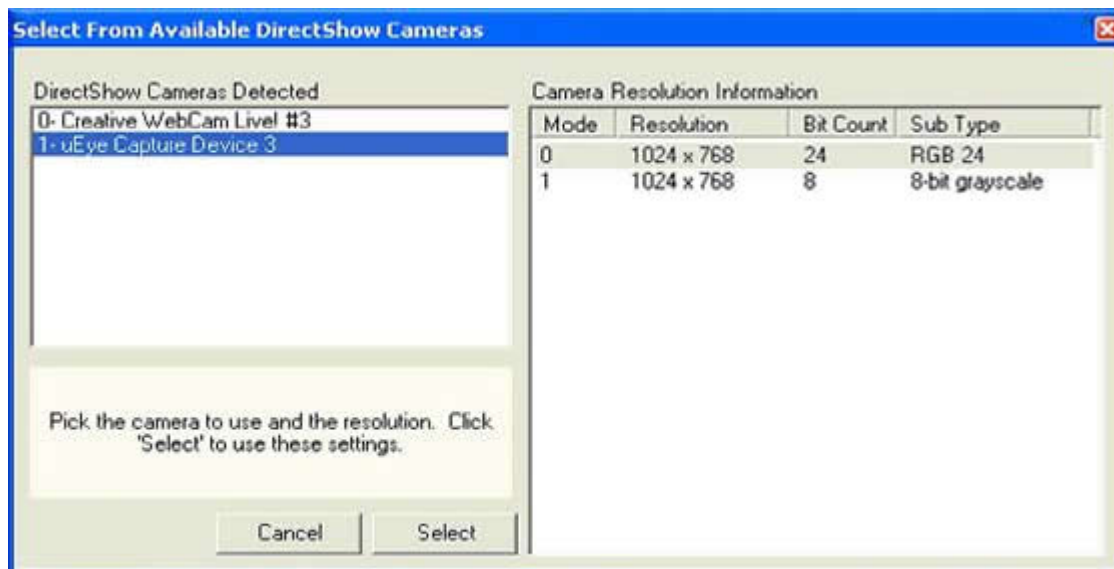 Select From Available DirectShow Cameras
DirectShow Cameras Detected
0- Creative WebCam Live! #3
1- uEye Capture Device 3
Pick the camera to use and the resolution. Click
'Select' to use these settings.
Cancel Select
Camera Resolution Information
Mode Resolution Bit Count Sub Type
0 1024 x 768 24 RGB 24
1 1024 x 768 8 8-bit grayscale